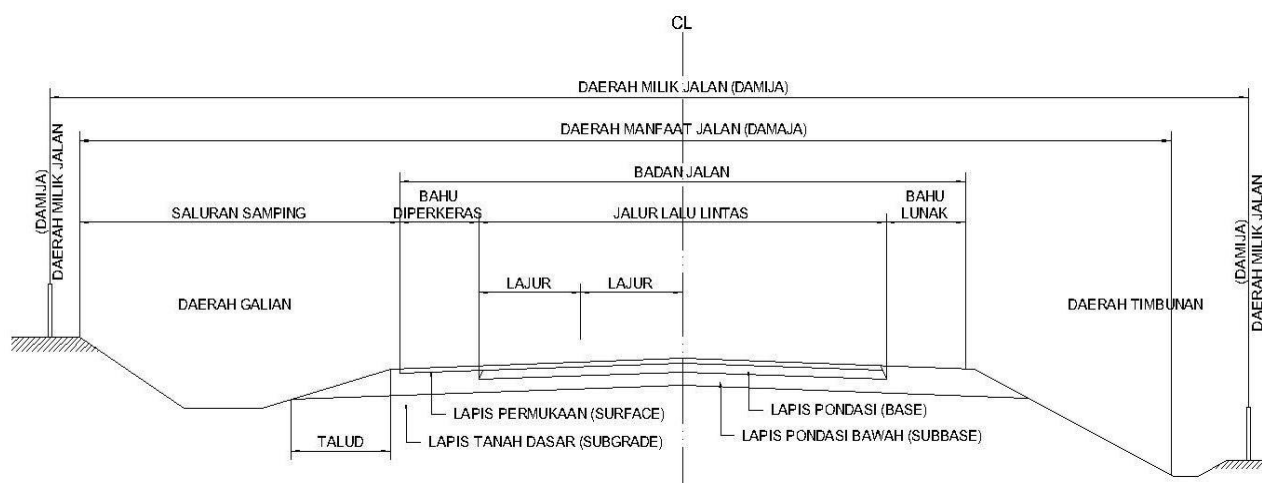 CL
DAERAH MILIK JALAN (DAMIJA)
DAERAH MANFAAT JALAN (DAMAJA)
(DAMIJA)
DAERAH MILIK JALAN
BADAN JALAN
SALURAN SAMPING
BAHU
DIPERKERAS
JALUR LALU LINTAS
BAHU
LUNAK
(DAMIJA)
DAERAH MILIK JALAN
LAJUR
LAJUR
DAERAH GALIAN
DAERAH TIMBUNAN
LAPIS PERMUKAAN (SURFACE)
LAPIS PONDASI (BASE)
TALUD
LAPIS TANAH DASAR (SUBGRADE)
LAPIS PONDASI BAWAH (SUBBASE)